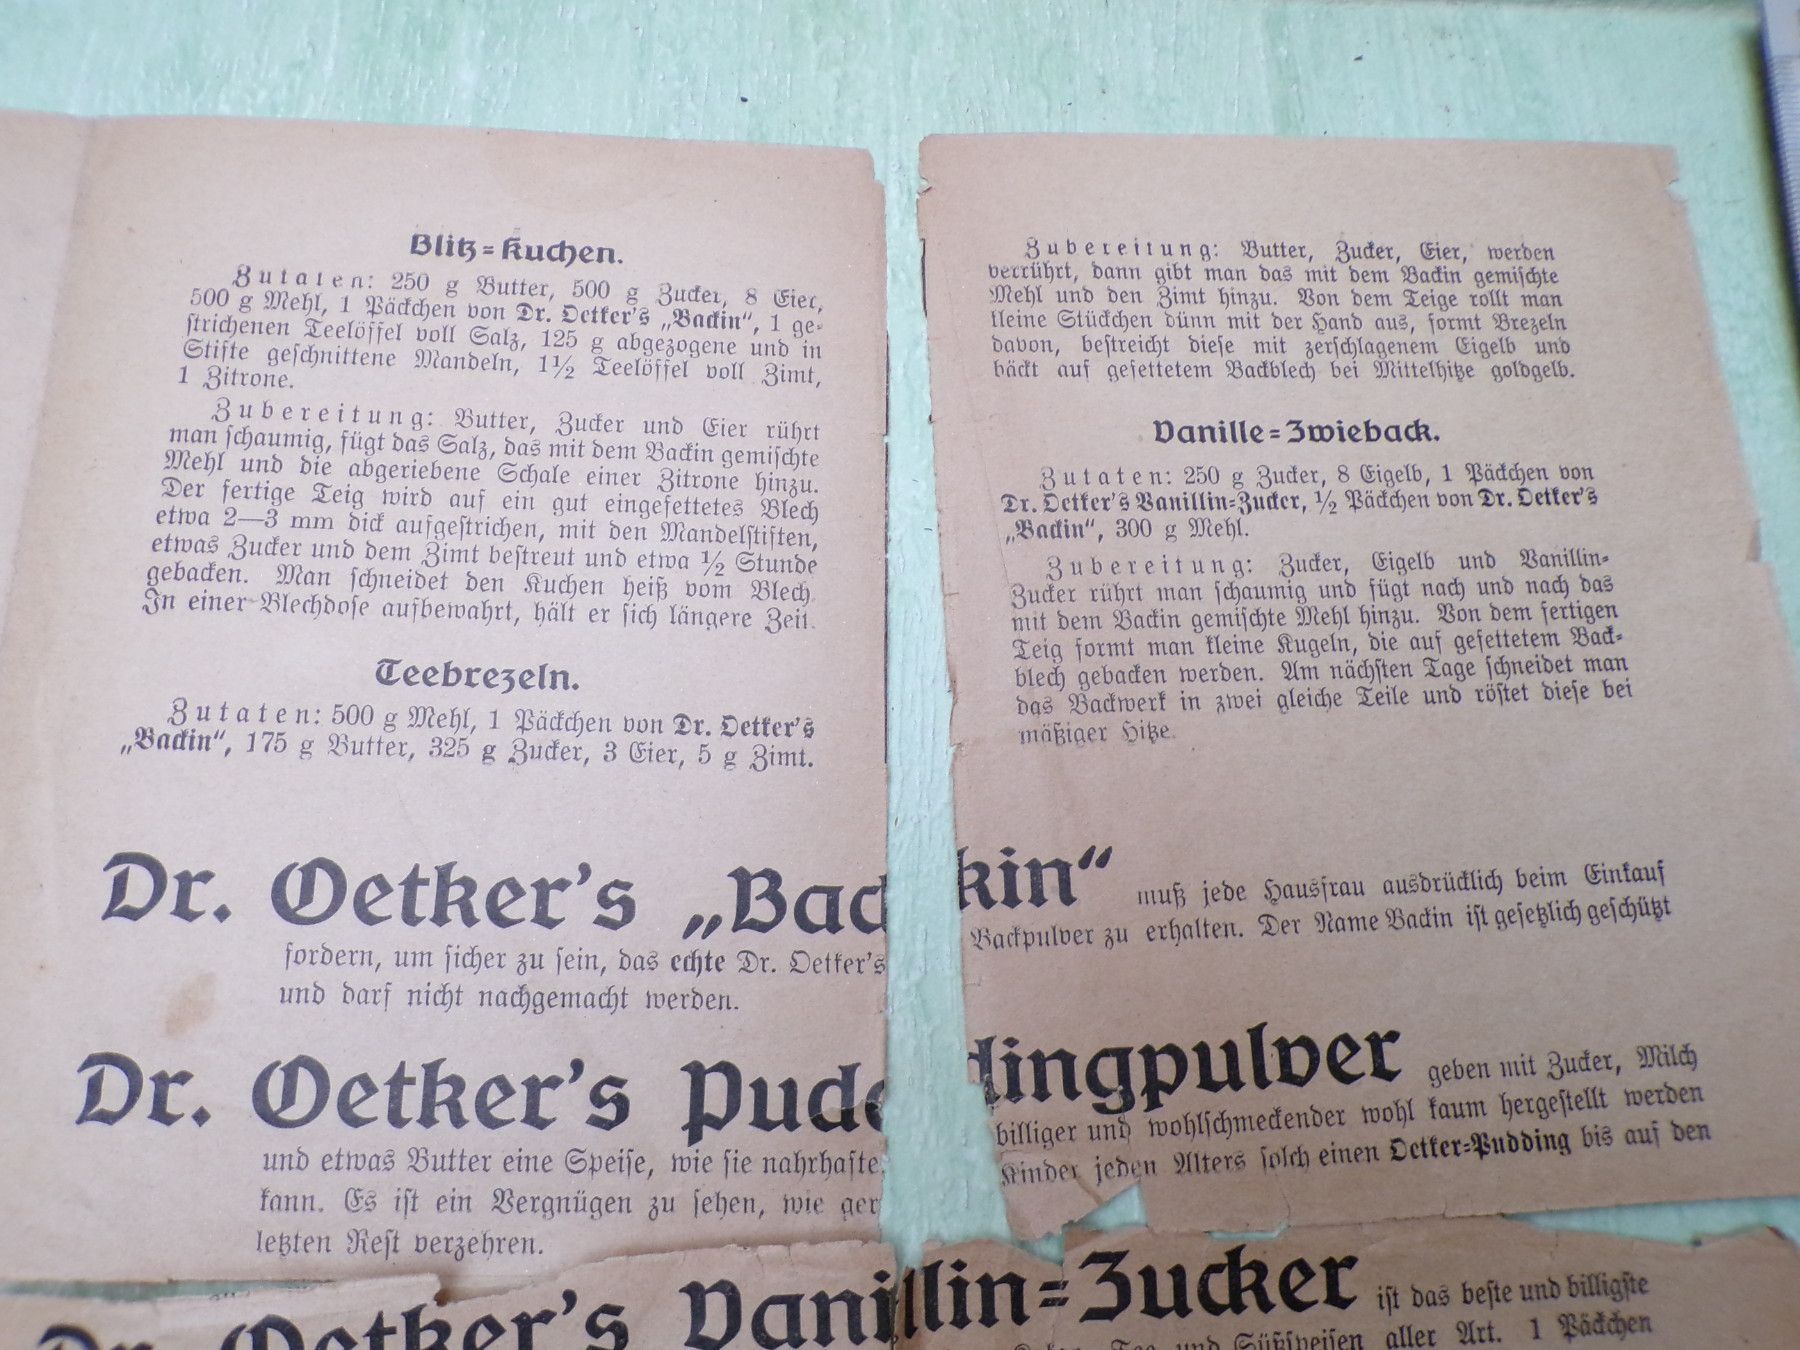 Blitz=Kuchen.
Zutaten: 250 g Butter, 500 g Zucker, 8 Eier,
500 g Mehl, 1 Päckchen von Dr. Oetker's „Backin“, 1 ge=
strichenen Teelöffel voll Salz, 125 g abgezogene und in
Stifte geschnittene Mandeln, 1½ Teelöffel voll Zimt,
1 Zitrone.
Zubereitung: Butter, Zucker und Eier rührt
man schaumig, fügt das Salz, das mit dem Backin gemischte
Mehl und die abgeriebene Schale einer Zitrone hinzu.
Der fertige Teig wird auf ein gut eingefettetes Blech
etwa 2—3 mm dick aufgestrichen, mit den Mandelstiften,
etwas Zucker und dem Zimt bestreut und etwa ½ Stunde
gebacken. Man schneidet den Kuchen heiß vom Blech.
In einer Blechdose aufbewahrt, hält er sich längere Zeit.
Teebrezeln.
Zutaten: 500 g Mehl, 1 Päckchen von Dr. Oetker's
„Backin“, 175 g Butter, 325 g Zucker, 3 Eier, 5 g Zimt.
Zubereitung: Butter, Zucker, Eier, werden
verrührt, dann gibt man das mit dem Backin gemischte
Mehl und den Zimt hinzu. Von dem Teige rollt man
kleine Stückchen dünn mit der Hand aus, formt Brezeln
davon, bestreicht diese mit zerschlagenem Eigelb und
bäckt auf gefettetem Backblech bei Mittelhitze goldgelb.
Vanille=Zwieback.
Zutaten: 250 g Zucker, 8 Eigelb, 1 Päckchen von
Dr. Oetker's Vanillin=Zucker, ½ Päckchen von Dr. Oetker's
„Backin“, 300 g Mehl.
Zubereitung: Zucker, Eigelb und Vanillin=
Zucker rührt man schaumig und fügt nach und nach das
mit dem Backin gemischte Mehl hinzu. Von dem fertigen
Teig formt man kleine Kugeln, die auf gefettetem Back=
blech gebacken werden. Am nächsten Tage schneidet man
das Backwerk in zwei gleiche Teile und röstet diese bei
mäßiger Hitze.
Dr. Oetker's „Backin“ muß jede Hausfrau ausdrücklich beim Einkauf
fordern, um sicher zu sein, das echte Dr. Oetker's Backpulver zu erhalten. Der Name Backin ist gesetzlich geschützt
und darf nicht nachgemacht werden.
Dr. Oetker's Puddingpulver geben mit Zucker, Milch
und etwas Butter eine Speise, wie sie nahrhafte billiger und wohlschmeckender wohl kaum hergestellt werden
kann. Es ist ein Vergnügen zu sehen, wie ger Kinder jeden Alters solch einen Oetker=Pudding bis auf den
letzten Rest verzehren.
Dr. Oetker's Vanillin=Zucker ist das beste und billigste
Tee und Süßspeisen aller Art. 1 Päckchen